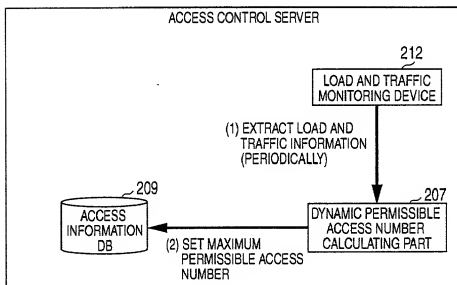 ACCESS CONTROL SERVER
212
LOAD AND TRAFFIC
MONITORING DEVICE
(1) EXTRACT LOAD AND
TRAFFIC INFORMATION
(PERIODICALLY)
209
ACCESS
INFORMATION
DB
207
DYNAMIC PERMISSIBLE
ACCESS NUMBER
CALCULATING PART
(2) SET MAXIMUM
PERMISSIBLE ACCESS
NUMBER